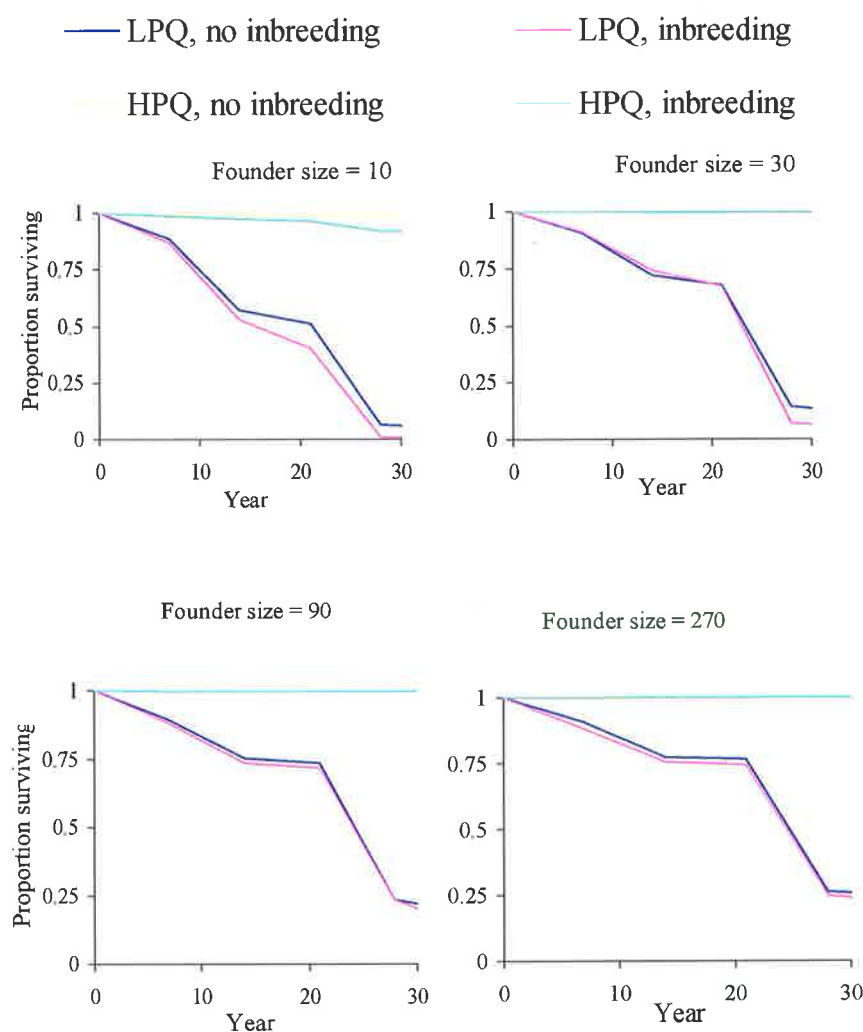 LPQ, no inbreeding
LPQ, inbreeding
HPQ, no inbreeding
HPQ, inbreeding
Founder size = 10
Founder size = 30
Proportion surviving
1
0.75
0.5
0.25
0
0 10 20 30
Year
1
0.75
0.5
0.25
0
0 10 20 30
Year
Founder size = 90
Founder size = 270
Proportion surviving
1
0.75
0.5
0.25
0
0 10 20 30
Year
1
0.75
0.5
0.25
0
0 10 20 30
Year